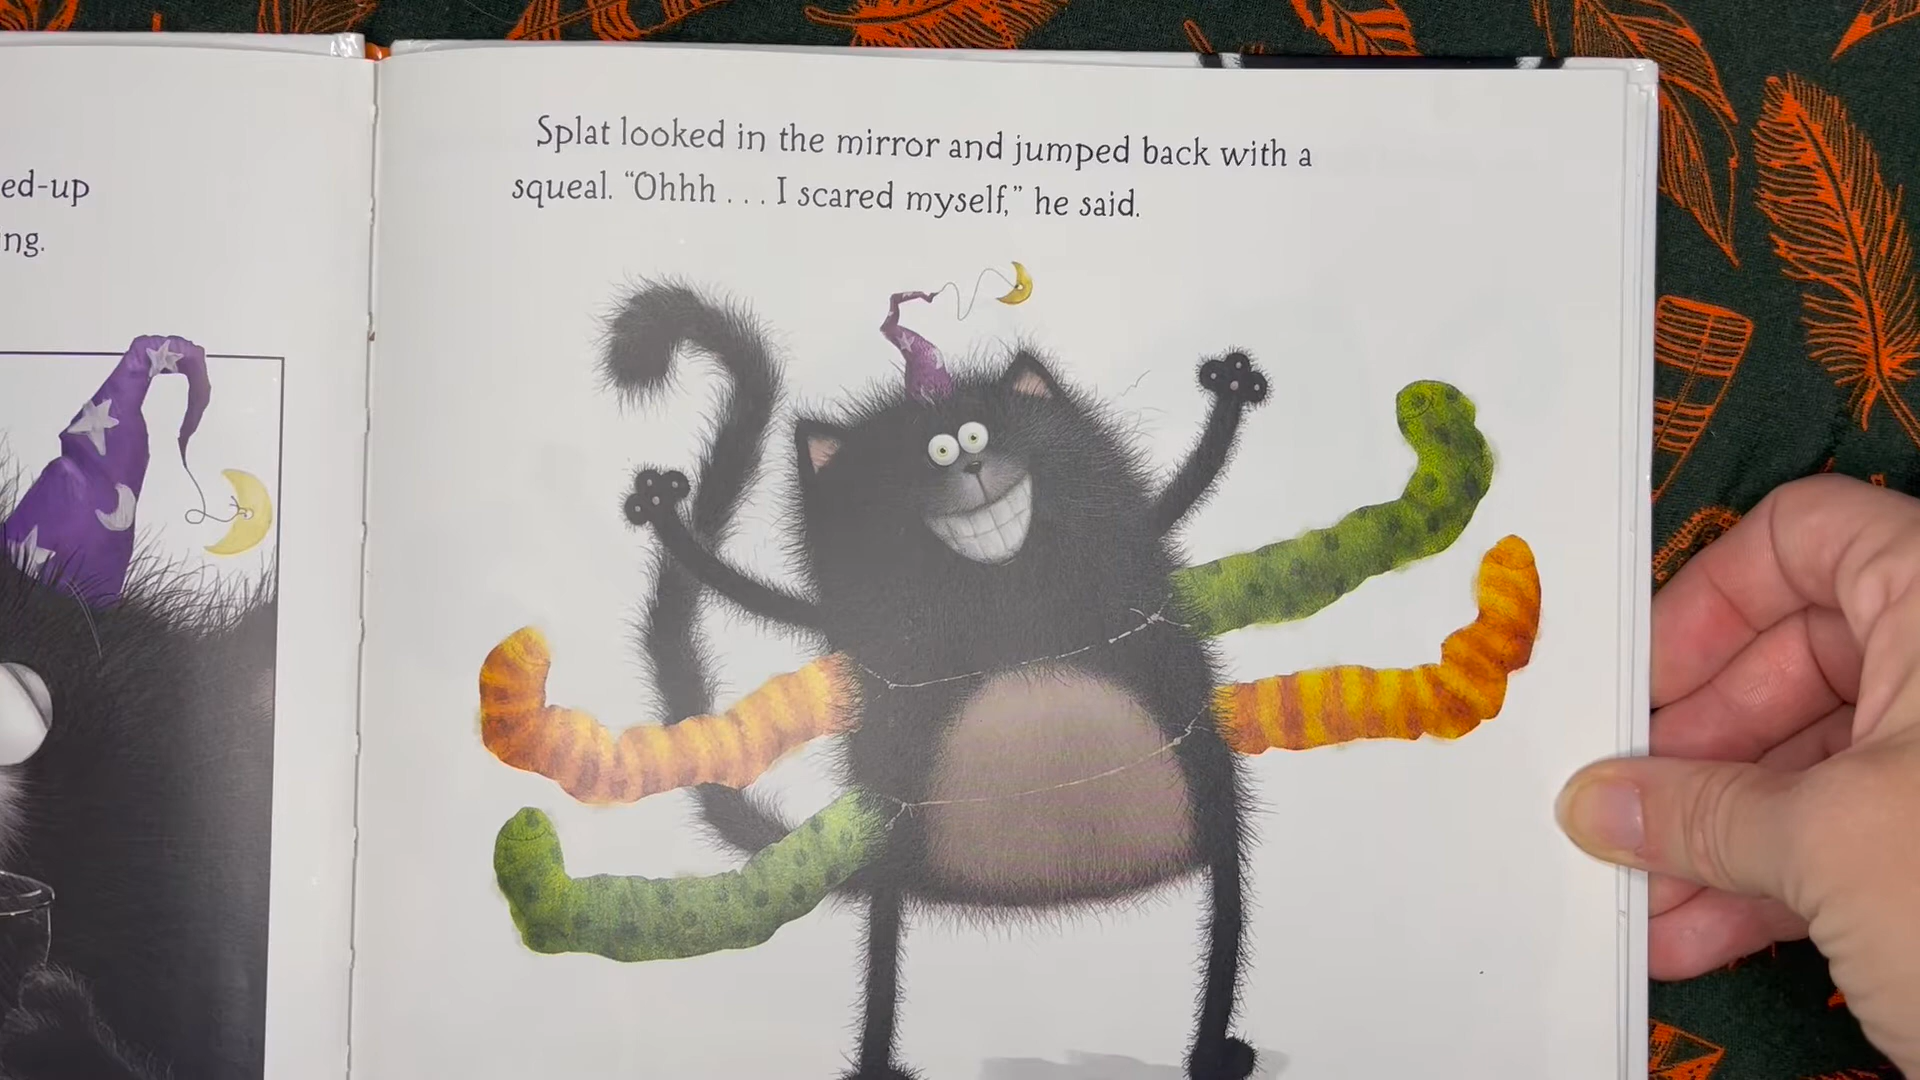 ed-up
ng.
Splat looked in the mirror and jumped back with a
squeal. “Ohhh . . . I scared myself,” he said.